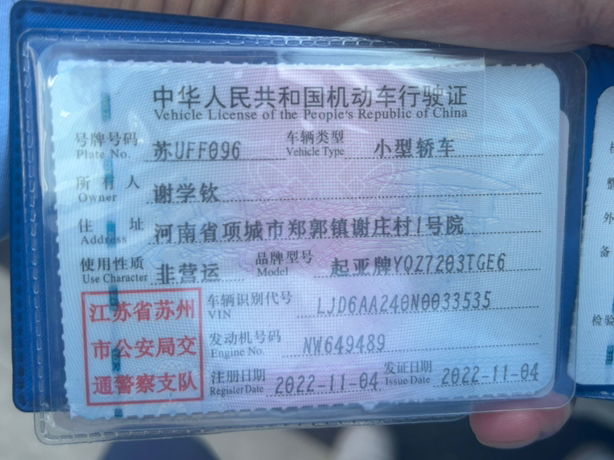 中华人民共和国机动车行驶证
Vehicle License of the People's Republic of China
号牌号码 苏UFF096 车辆类型 小型轿车
Plate No. Vehicle Type
所有人 谢学钦
Owner
住址 河南省项城市郑郭镇谢庄村1号院
Address
使用性质 非营运 品牌型号 起亚牌YQZ7203TGE6
Use Character Model
江苏省苏州
市公安局交
通警察支队
车辆识别代号 LJD6AA240N0033535
VIN
发动机号码 NW649489
Engine No.
注册日期 2022-11-04 发证日期 2022-11-04
Register Date Issue Date